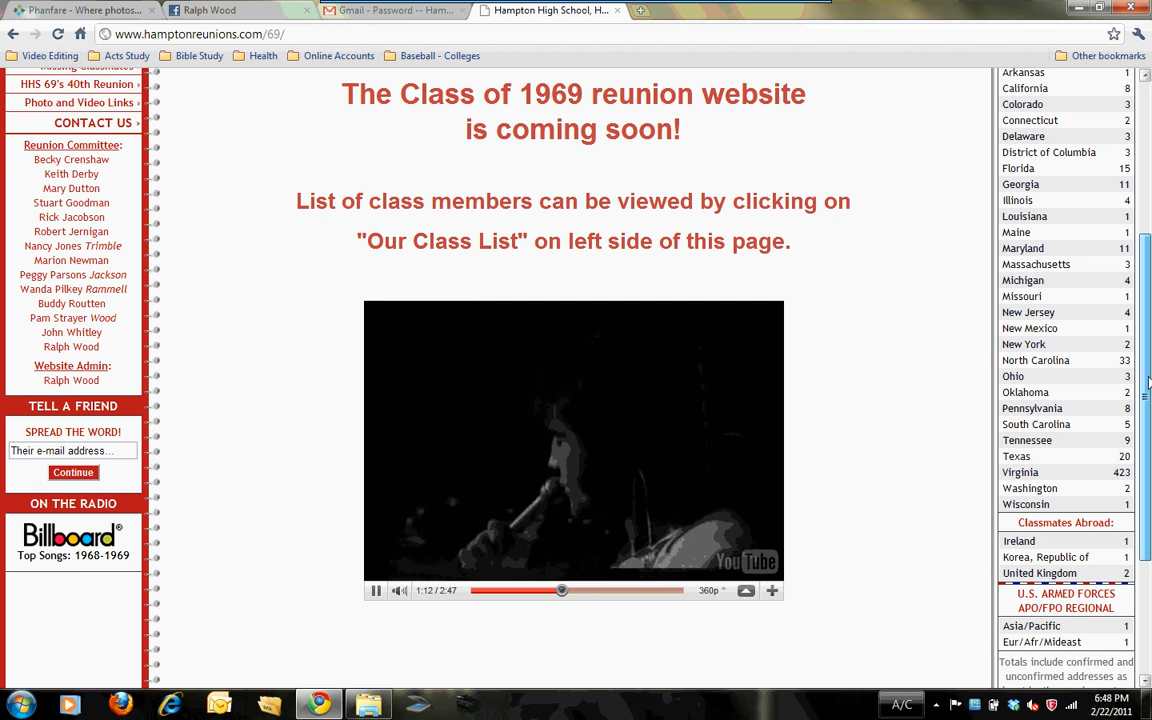 Phanfare - Where photos...
Ralph Wood
Gmail - Password -- Ham...
Hampton High School, H...
www.hamptonreunions.com/69/
Video Editing
Acts Study
Bible Study
Health
Online Accounts
Baseball - Colleges
Other bookmarks
HHS 69's 40th Reunion ›
Photo and Video Links ›
CONTACT US ›
Reunion Committee:
Becky Crenshaw
Keith Derby
Mary Dutton
Stuart Goodman
Rick Jacobson
Robert Jernigan
Nancy Jones Trimble
Marion Newman
Peggy Parsons Jackson
Wanda Pilkey Rammell
Buddy Routten
Pam Strayer Wood
John Whitley
Ralph Wood
Website Admin:
Ralph Wood
TELL A FRIEND
SPREAD THE WORD!
Their e-mail address...
Continue
ON THE RADIO
Billboard®
Top Songs: 1968-1969
The Class of 1969 reunion website
is coming soon!
List of class members can be viewed by clicking on
"Our Class List" on left side of this page.
YouTube
1:12 / 2:47
360p
Arkansas 1
California 8
Colorado 3
Connecticut 2
Delaware 3
District of Columbia 3
Florida 15
Georgia 11
Illinois 4
Louisiana 1
Maine 1
Maryland 11
Massachusetts 3
Michigan 4
Missouri 1
New Jersey 4
New Mexico 1
New York 2
North Carolina 33
Ohio 3
Oklahoma 2
Pennsylvania 8
South Carolina 5
Tennessee 9
Texas 20
Virginia 423
Washington 2
Wisconsin 1
Classmates Abroad:
Ireland 1
Korea, Republic of 1
United Kingdom 2
U.S. ARMED FORCES
APO/FPO REGIONAL
Asia/Pacific 1
Eur/Afr/Mideast 1
Totals include confirmed and
unconfirmed addresses as
A/C
6:48 PM
2/22/2011